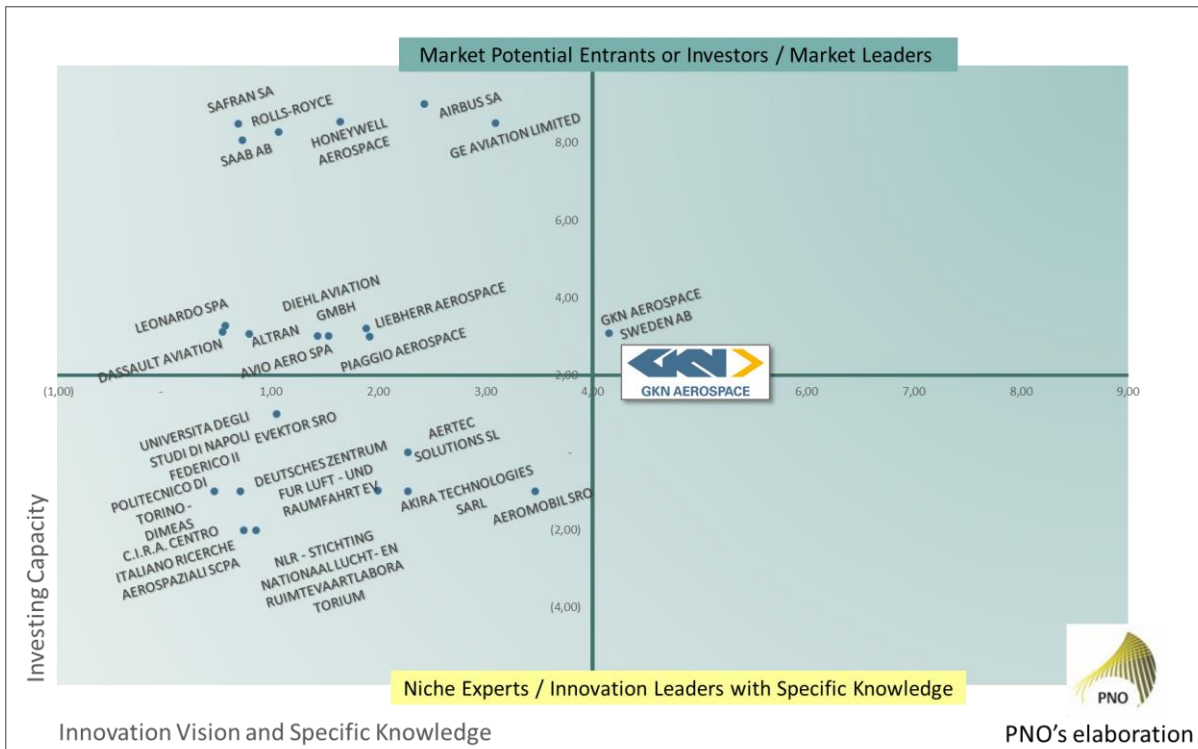 Market Potential Entrants or Investors / Market Leaders
SAFRAN SA
ROLLS-ROYCE
SAAB AB
HONEYWELL
AEROSPACE
AIRBUS SA
GE AVIATION LIMITED
8,00
6,00
4,00
LEONARDO SPA
DASSAULT AVIATION
ALTRAN
DIEHL AVIATION
GMBH
AVIO AERO SPA
LIEBHERR AEROSPACE
PIAGGIO AEROSPACE
GKN AEROSPACE
SWEDEN AB
GKN
GKN AEROSPACE
2,00
(1,00)
-
1,00
2,00
3,00
4,00
5,00
6,00
7,00
8,00
9,00
UNIVERSITA DEGLI
STUDI DI NAPOLI
FEDERICO II
EVEKTOR SRO
AERTEC
SOLUTIONS SL
-
POLITECNICO DI
TORINO -
DIMEAS
DEUTSCHES ZENTRUM
FUR LUFT - UND
RAUMFAHRT EV
AKIRA TECHNOLOGIES
SARL
AEROMOBIL SRO
(2,00)
C.I.R.A. CENTRO
ITALIANO RICERCHE
AEROSPAZIALI SCPA
NLR - STICHTING
NATIONAAL LUCHT- EN
RUIMTEVAARTLABORA
TORIUM
(4,00)
Investing Capacity
Niche Experts / Innovation Leaders with Specific Knowledge
PNO
Innovation Vision and Specific Knowledge
PNO's elaboration